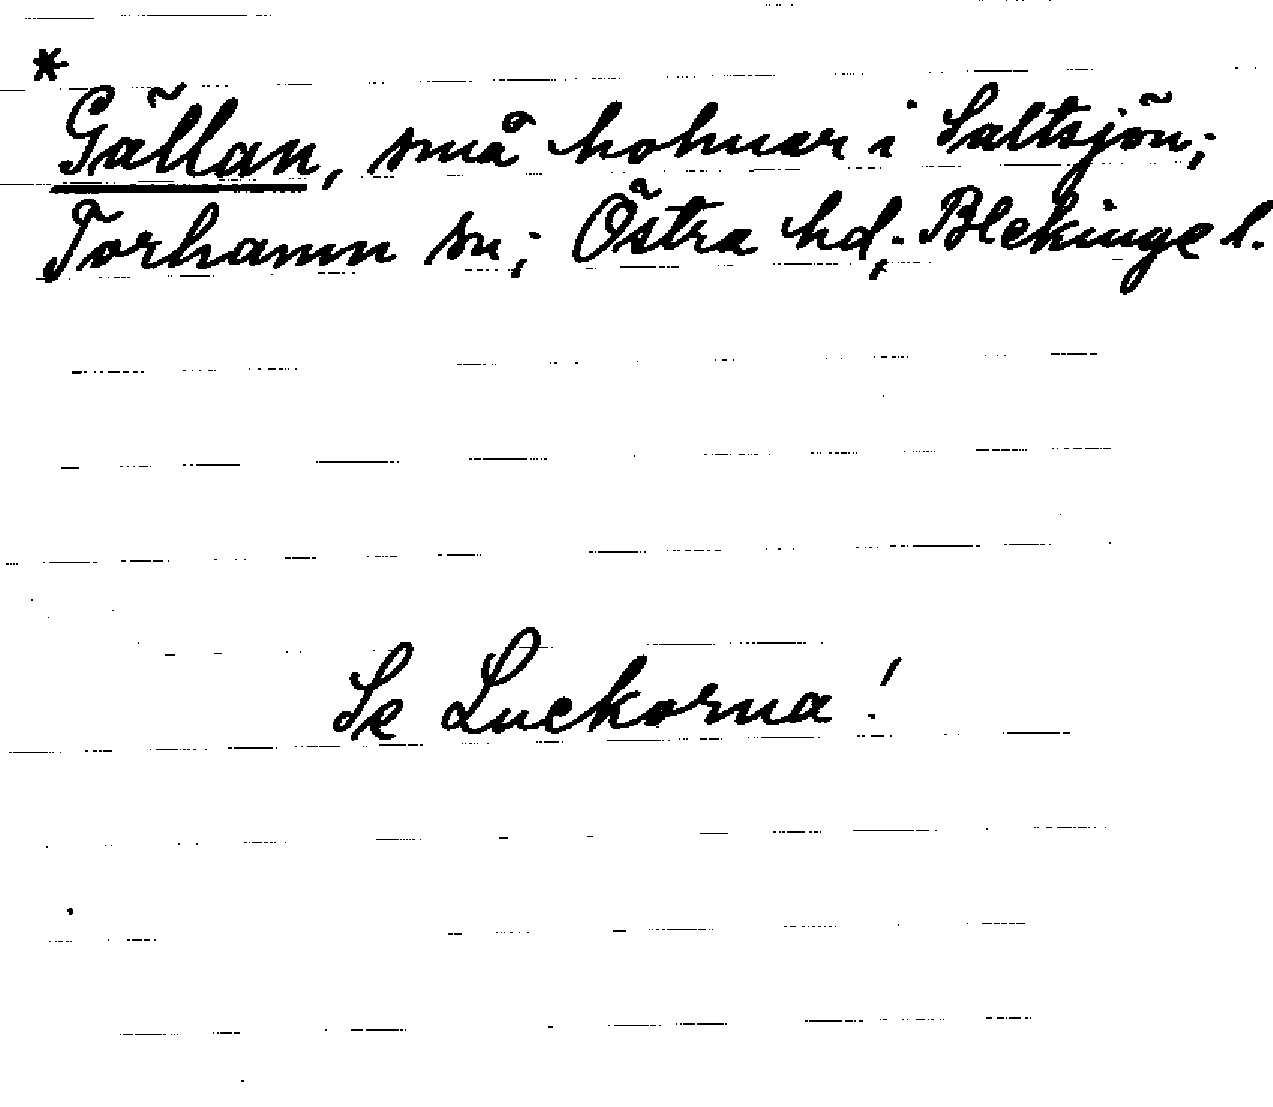 *
Gällan, små holmar i Saltsjön;
Torhamn sn; Östra hd; Blekinge l.
Se Luckorna!